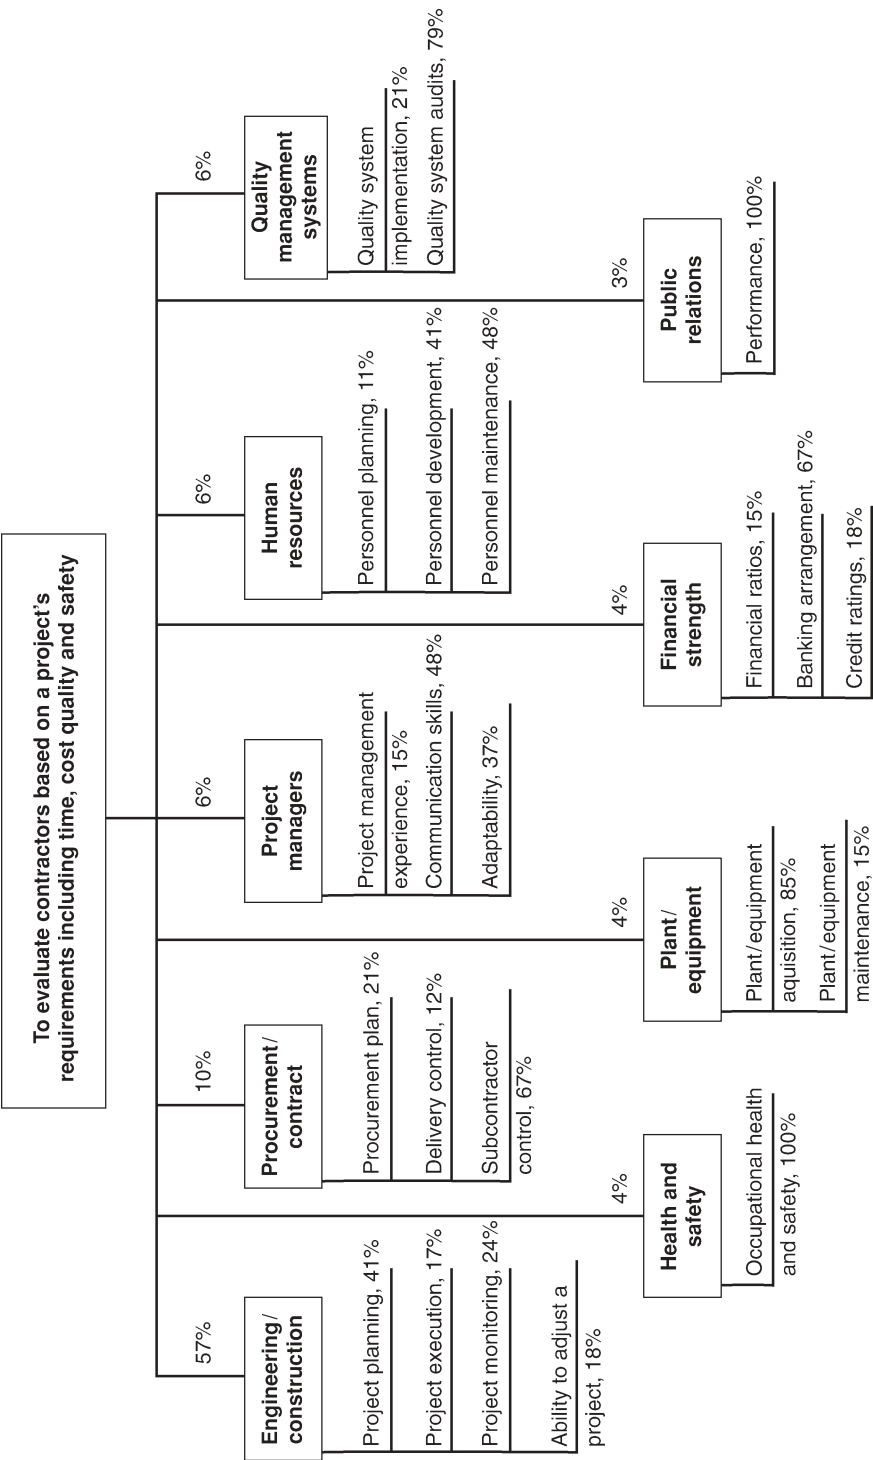 To evaluate contractors based on a project's
requirements including time, cost quality and safety
57%
10%
6%
6%
6%
Engineering/
construction
Project planning, 41%
Project execution, 17%
Project monitoring, 24%
Ability to adjust a
project, 18%
Procurement/
contract
Procurement plan, 21%
Delivery control, 12%
Subcontractor
control, 67%
Project
managers
Project management
experience, 15%
Communication skills, 48%
Adaptability, 37%
Human
resources
Personnel planning, 11%
Personnel development, 41%
Personnel maintenance, 48%
Quality
management
systems
Quality system
implementation, 21%
Quality system audits, 79%
4%
4%
4%
3%
Health and
safety
Occupational health
and safety, 100%
Plant/
equipment
Plant/equipment
aquisition, 85%
Plant/equipment
maintenance, 15%
Financial
strength
Financial ratios, 15%
Banking arrangement, 67%
Credit ratings, 18%
Public
relations
Performance, 100%